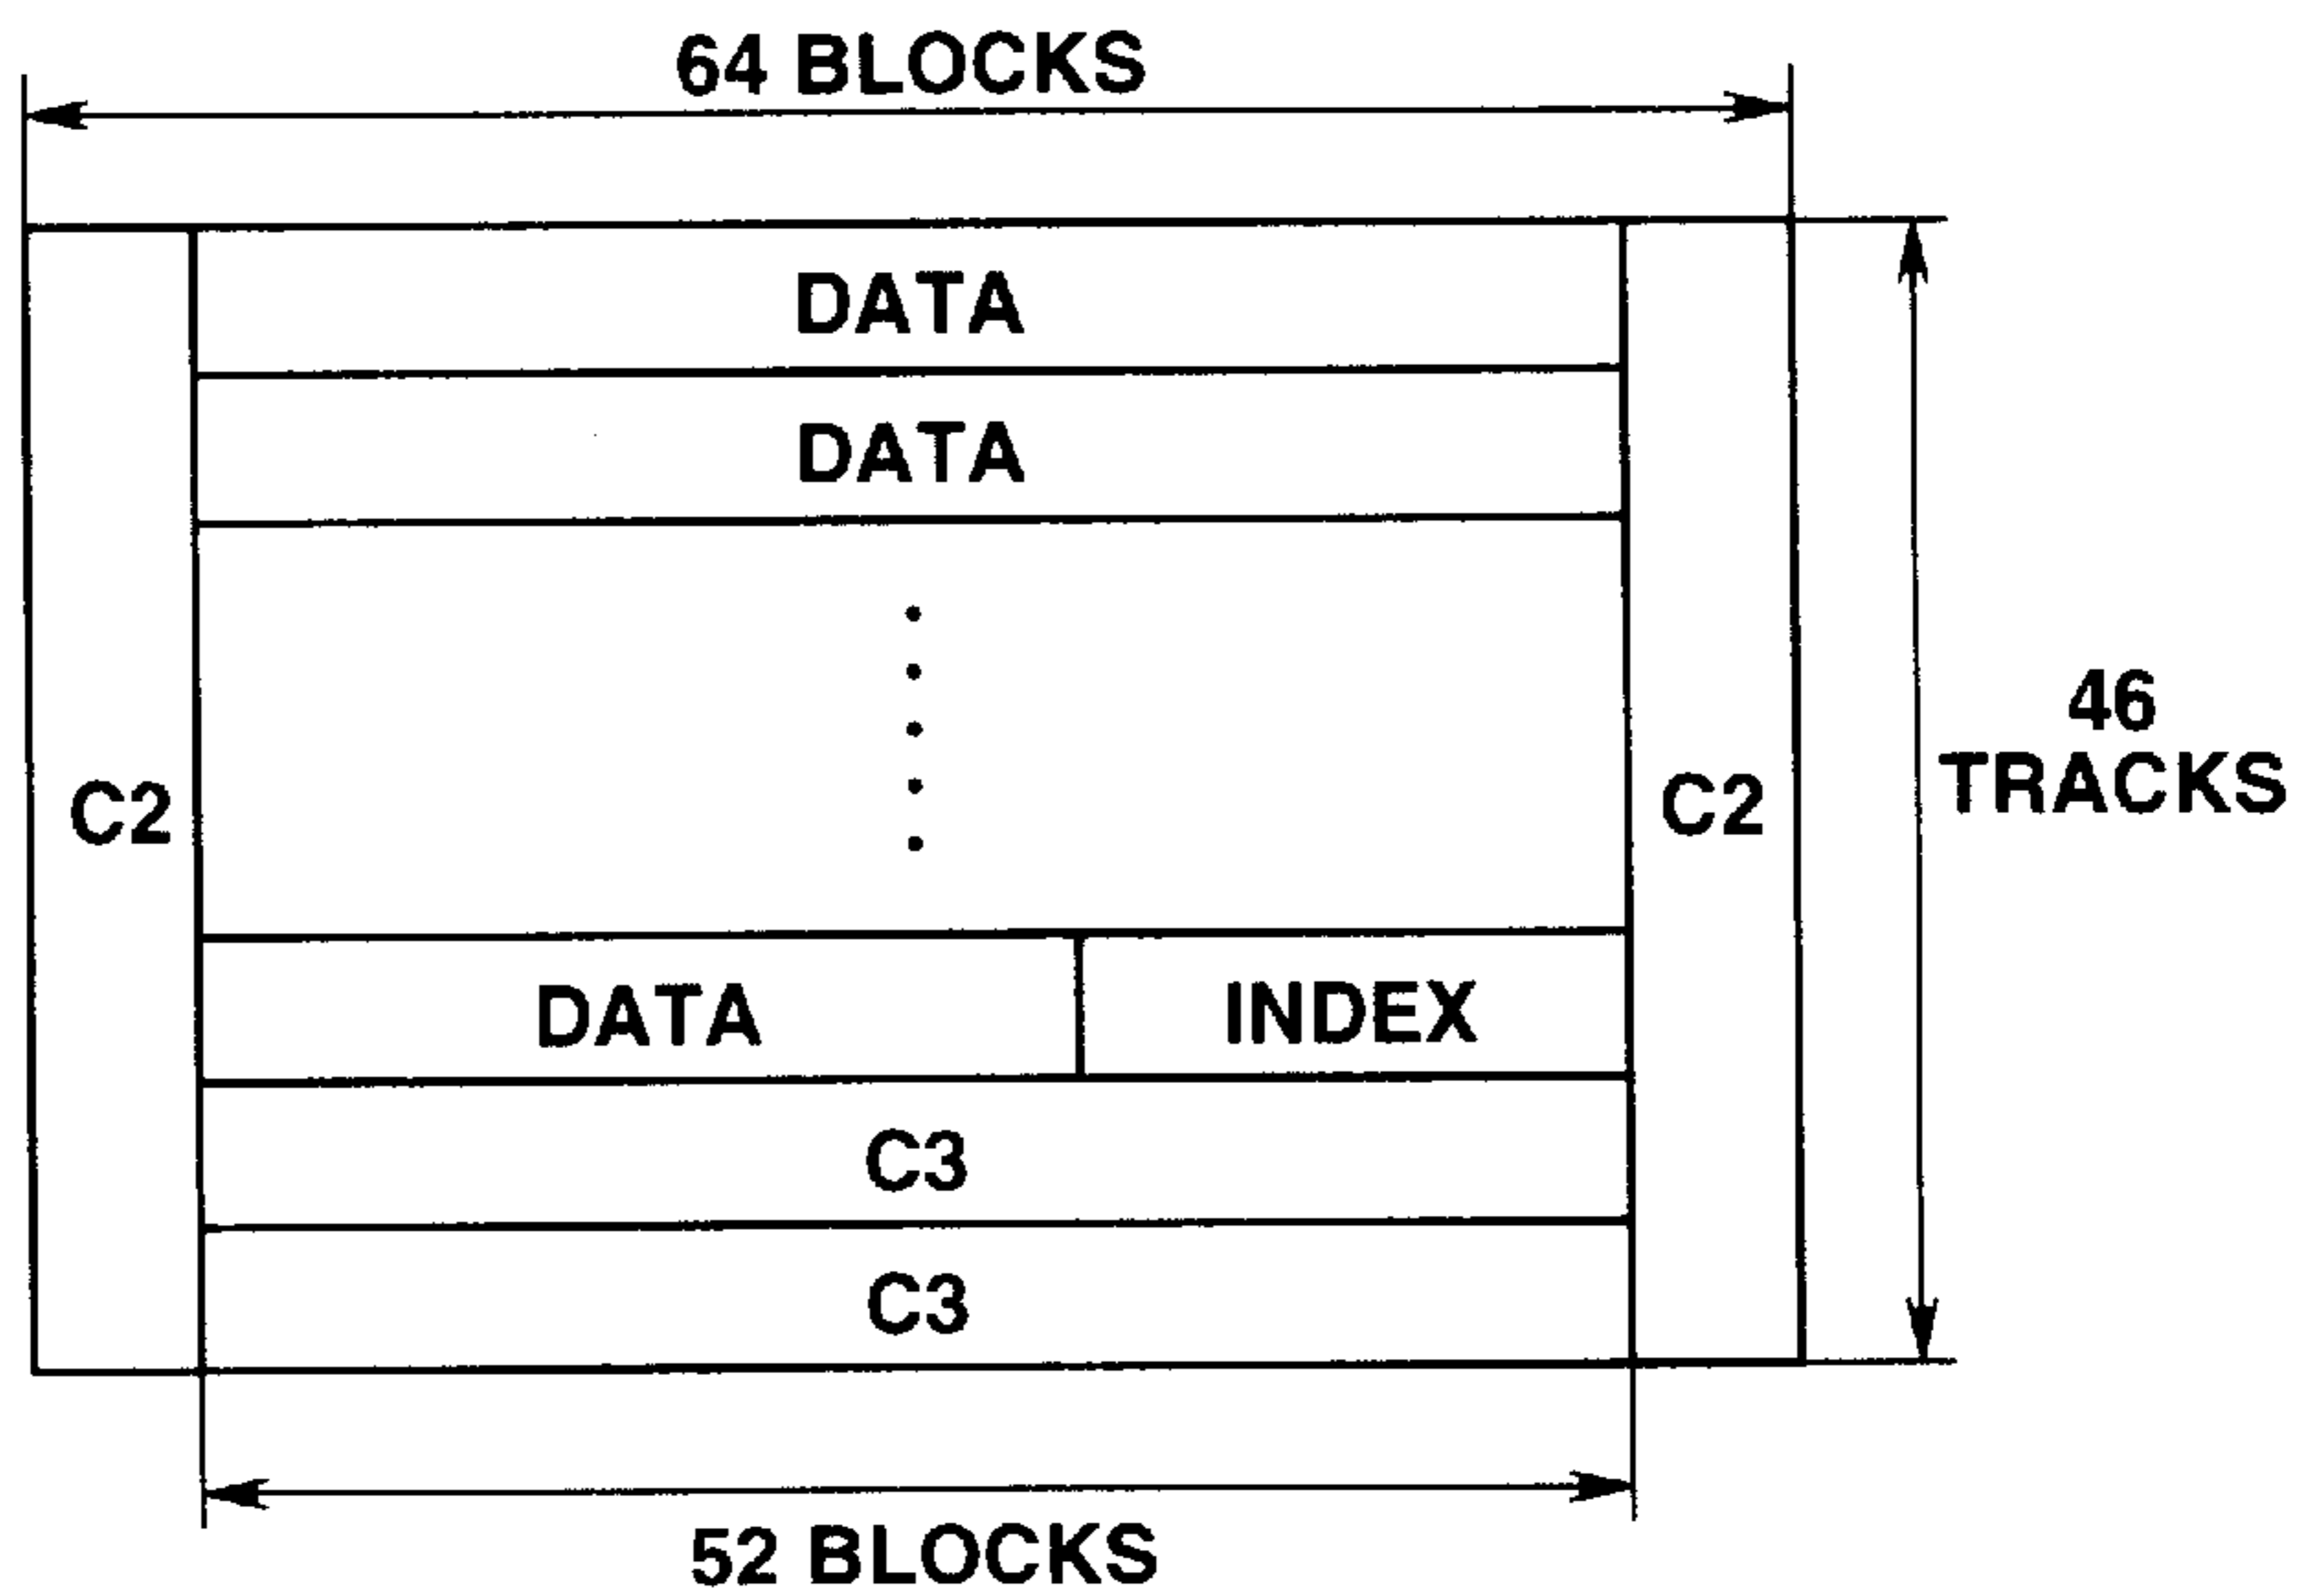 64 BLOCKS
DATA
DATA
46
TRACKS
C2
C2
DATA
INDEX
C3
C3
52 BLOCKS